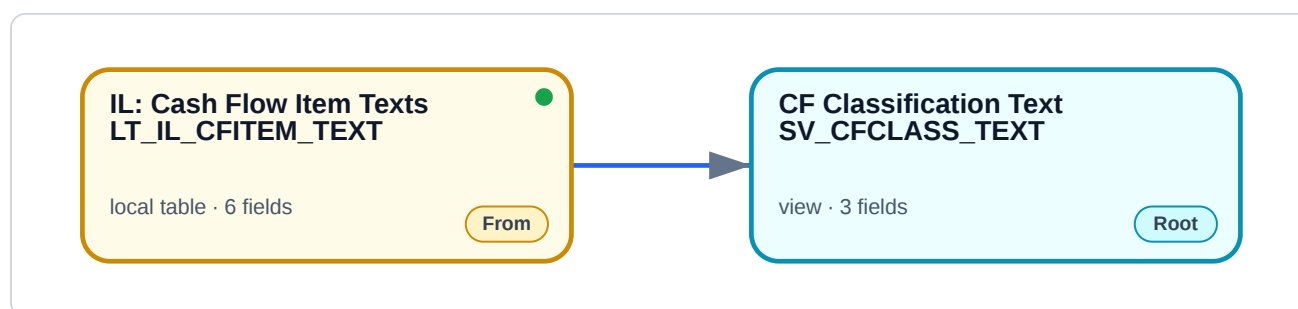 IL: Cash Flow Item Texts
LT_IL_CFITEM_TEXT
local table · 6 fields
From
CF Classification Text
SV_CFCLASS_TEXT
view · 3 fields
Root